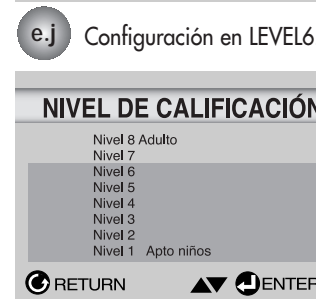 e.j Configuración en LEVEL6
NIVEL DE CALIFICACIÓN
Nivel 8 Adulto
Nivel 7
Nivel 6
Nivel 5
Nivel 4
Nivel 3
Nivel 2
Nivel 1 Apto niños
RETURN ENTER